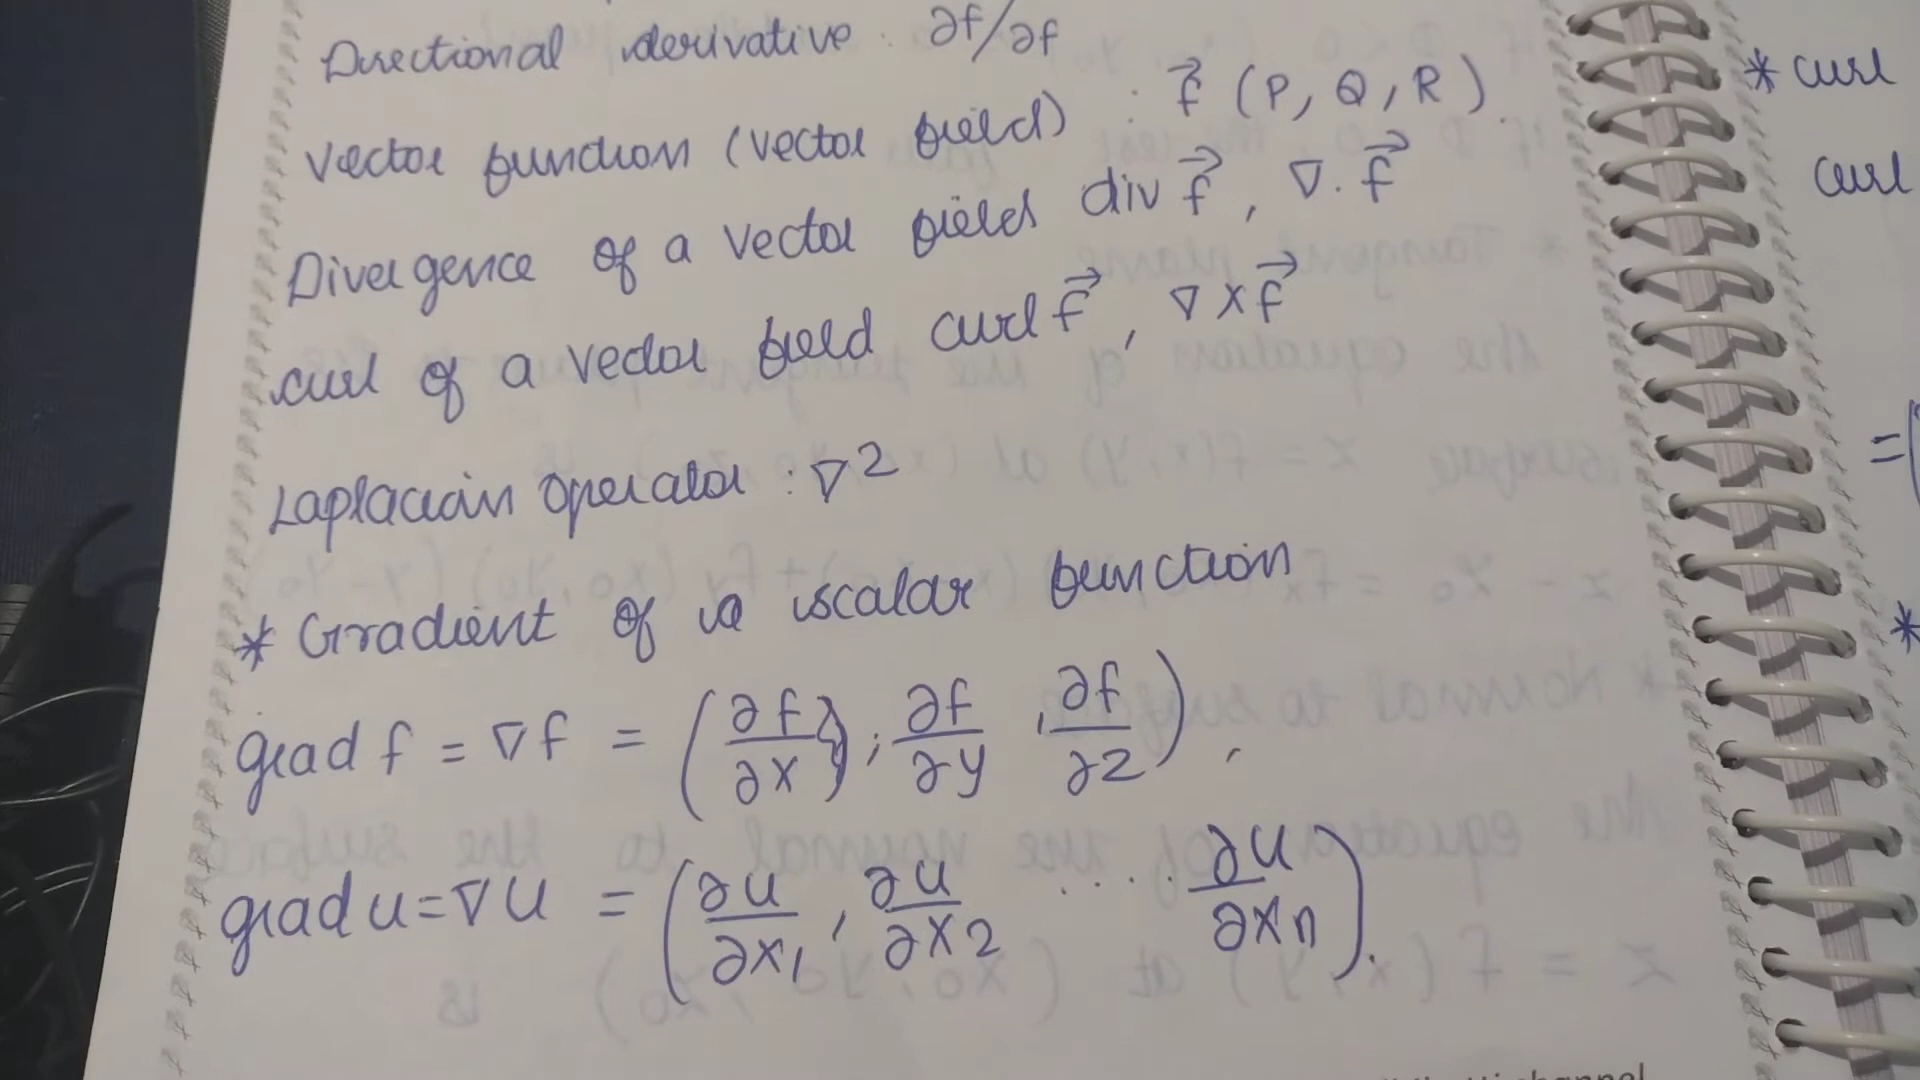 Directional derivative : ∂f/∂f
Vector function (vector field) : f⃗ (P, Q, R).
Divergence of a vector field div f⃗, ∇. f⃗
curl of a vector field curl f⃗, ∇ × f⃗
Laplacian operator : ∇²
* Gradient of a scalar function
grad f = ∇f = (∂f/∂x, ∂f/∂y, ∂f/∂z),
grad u = ∇u = (∂u/∂x₁, ∂u/∂x₂ .... ∂u/∂xn).
* curl
curl
=
*